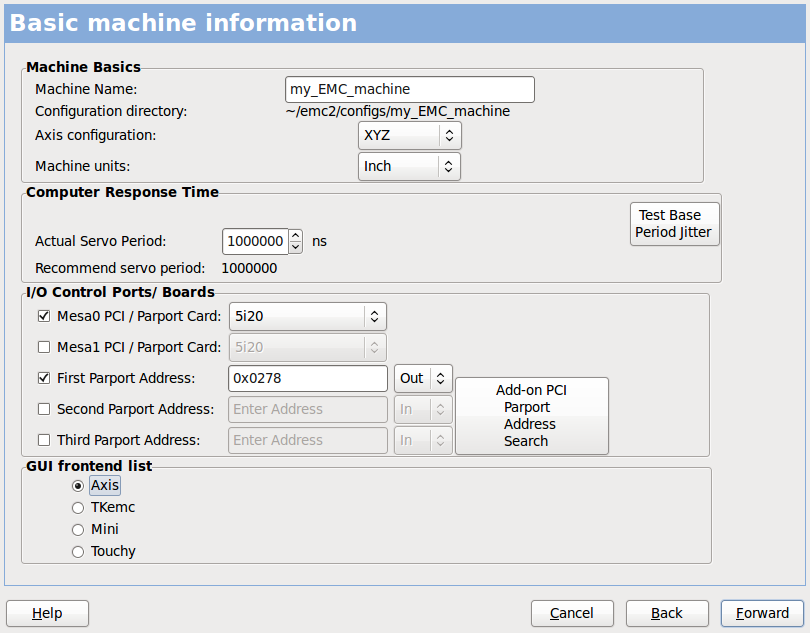 Basic machine information
Machine Basics
Machine Name: my_EMC_machine
Configuration directory: ~/emc2/configs/my_EMC_machine
Axis configuration: XYZ
Machine units: Inch
Computer Response Time
Test Base
Period Jitter
Actual Servo Period: 1000000 ns
Recommend servo period: 1000000
I/O Control Ports/ Boards
Mesa0 PCI / Parport Card: 5i20
Mesa1 PCI / Parport Card: 5i20
First Parport Address: 0x0278 Out
Second Parport Address: Enter Address In
Third Parport Address: Enter Address In
Add-on PCI
Parport
Address
Search
GUI frontend list
Axis
TKemc
Mini
Touchy
Help Cancel Back Forward